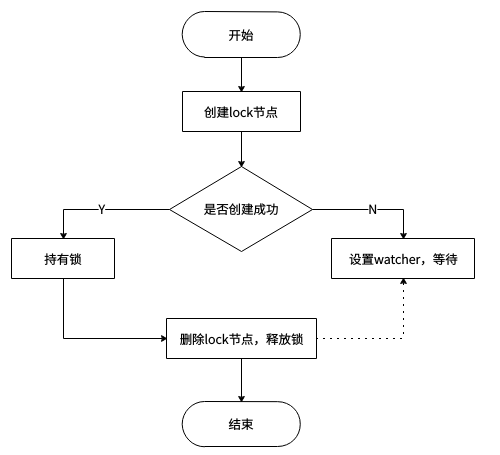 开始
创建lock节点
是否创建成功
Y
N
持有锁
设置watcher，等待
删除lock节点，释放锁
结束